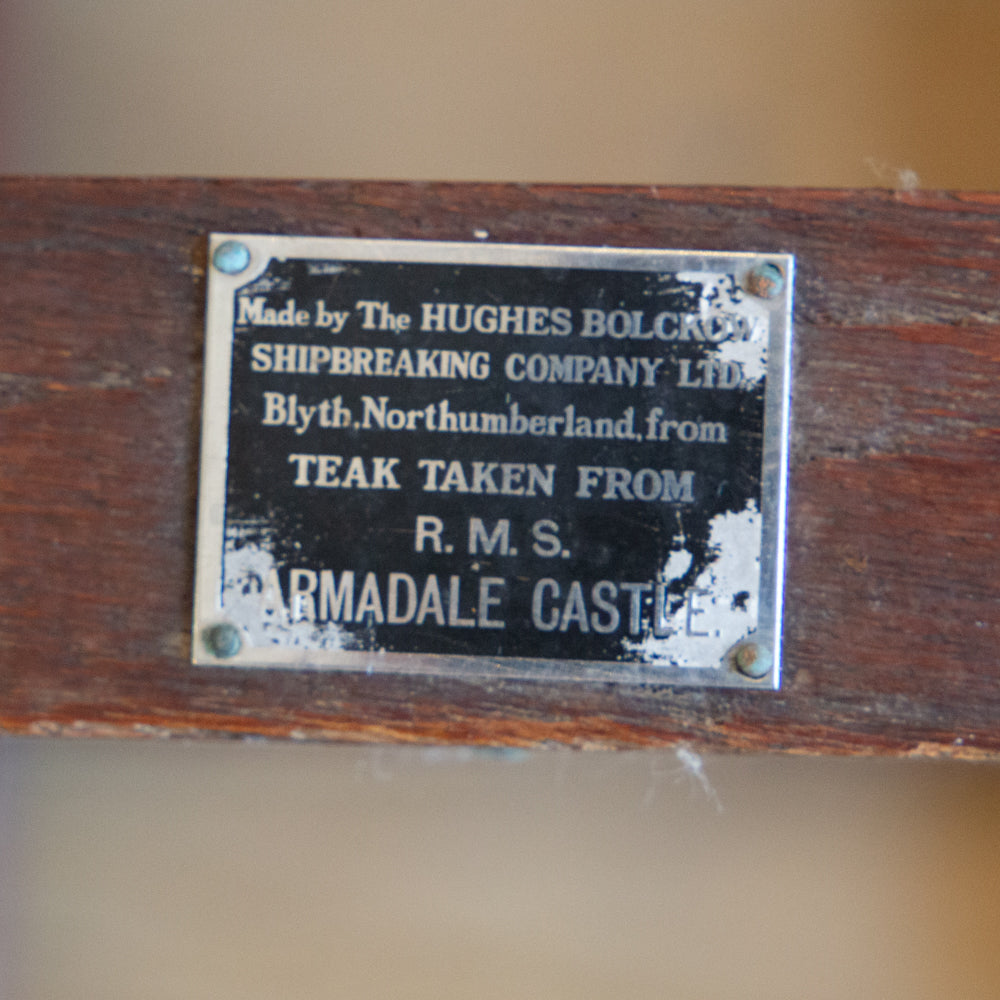 Made by The HUGHES BOLCKOW
SHIPBREAKING COMPANY LTD.
Blyth, Northumberland, from
TEAK TAKEN FROM
R. M. S.
"ARMADALE CASTLE."